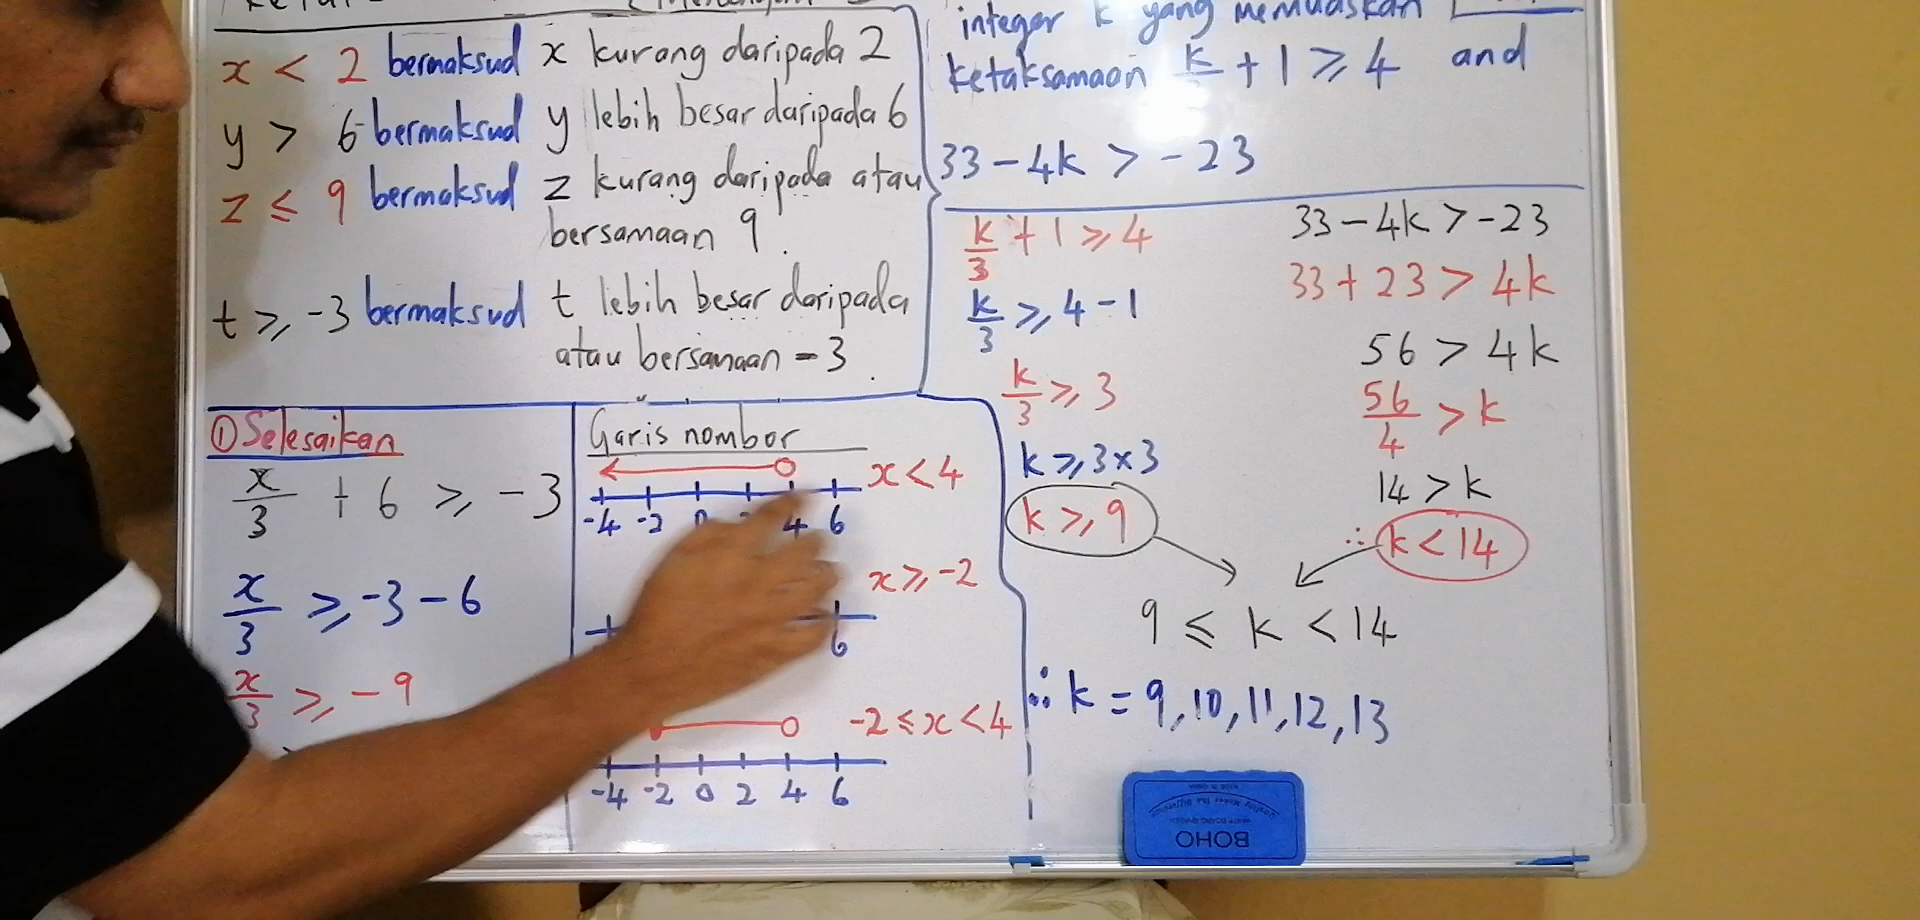 x < 2 bermaksud x kurang daripada 2
y > 6 bermaksud y lebih besar daripada 6
z ≤ 9 bermaksud z kurang daripada atau
bersamaan 9.
t ≥ -3 bermaksud t lebih besar daripada
atau bersamaan -3.
① Selesaikan
x/3 + 6 ≥ -3
x/3 ≥ -3 - 6
x/3 ≥ -9
Garis nombor
x < 4
-4 -2 0 4 6
x ≥ -2
6
-2 ≤ x < 4
-4 -2 0 2 4 6
integer k yang memuaskan
ketaksamaan k/ + 1 ≥ 4 and
33 - 4k > -23
k/3 + 1 ≥ 4
k/3 ≥ 4 - 1
k/3 ≥ 3
k ≥ 3 × 3
k ≥ 9
33 - 4k > -23
33 + 23 > 4k
56 > 4k
56/4 > k
14 > k
∴ k < 14
9 ≤ k < 14
∴ k = 9, 10, 11, 12, 13
BOHO